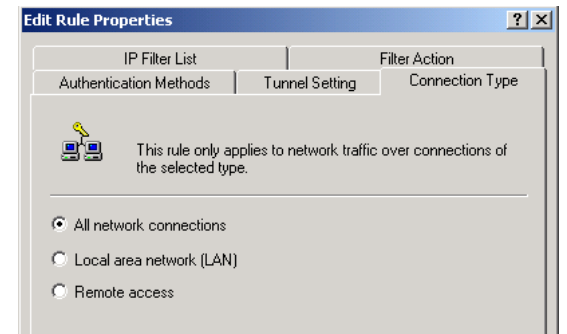 Edit Rule Properties
IP Filter List
Filter Action
Authentication Methods
Tunnel Setting
Connection Type
This rule only applies to network traffic over connections of
the selected type.
All network connections
Local area network (LAN)
Remote access